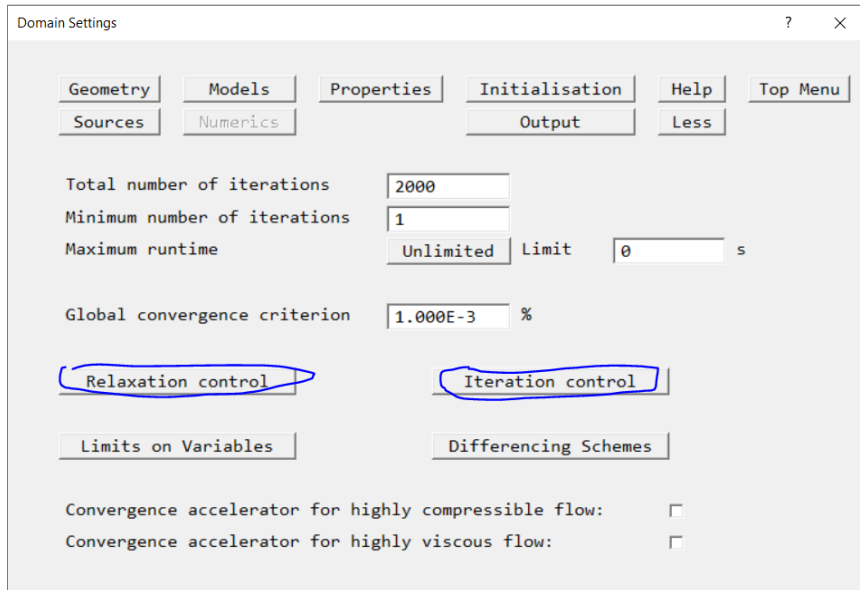 Domain Settings ? ×
Geometry Models Properties Initialisation Help Top Menu
Sources Numerics Output Less
Total number of iterations 2000
Minimum number of iterations 1
Maximum runtime Unlimited Limit 0 s
Global convergence criterion 1.000E-3 %
Relaxation control Iteration control
Limits on Variables Differencing Schemes
Convergence accelerator for highly compressible flow:
Convergence accelerator for highly viscous flow: